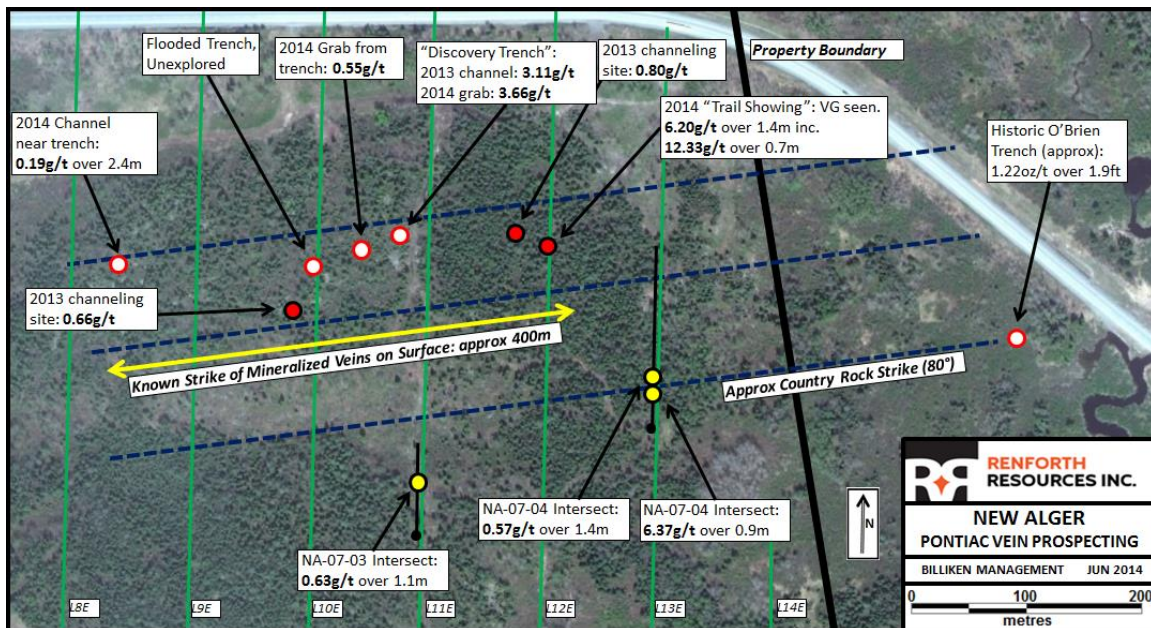 Flooded Trench,
Unexplored
2014 Grab from
trench: 0.55g/t
“Discovery Trench”:
2013 channel: 3.11g/t
2014 grab: 3.66g/t
2013 channeling
site: 0.80g/t
Property Boundary
2014 Channel
near trench:
0.19g/t over 2.4m
2014 “Trail Showing”: VG seen.
6.20g/t over 1.4m inc.
12.33g/t over 0.7m
Historic O’Brien
Trench (approx):
1.22oz/t over 1.9ft
2013 channeling
site: 0.66g/t
Known Strike of Mineralized Veins on Surface: approx 400m
Approx Country Rock Strike (80°)
NA-07-04 Intersect:
0.57g/t over 1.4m
NA-07-04 Intersect:
6.37g/t over 0.9m
NA-07-03 Intersect:
0.63g/t over 1.1m
L8E
L9E
L10E
L11E
L12E
L13E
L14E
N
RENFORTH
RESOURCES INC.
NEW ALGER
PONTIAC VEIN PROSPECTING
BILLIKEN MANAGEMENT JUN 2014
0 100 200
metres